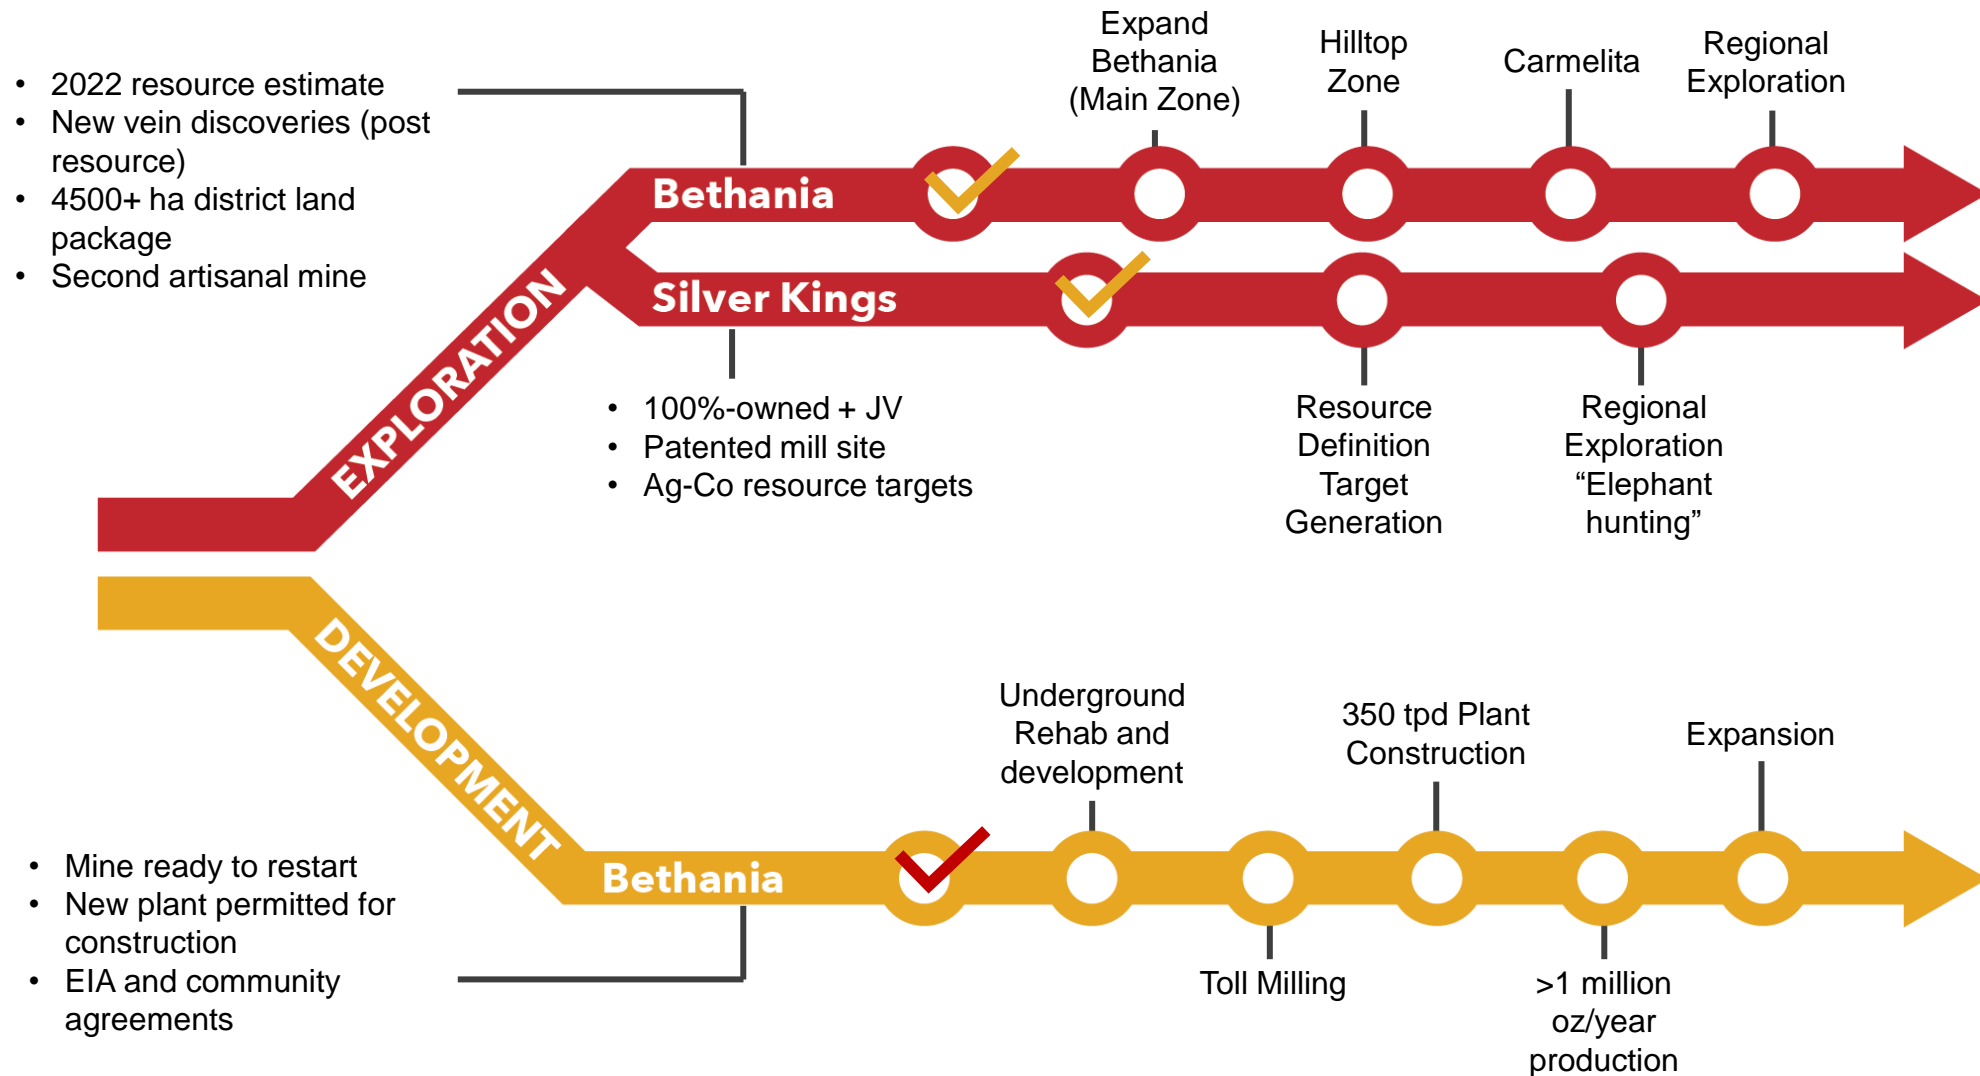 • 2022 resource estimate
• New vein discoveries (post
resource)
• 4500+ ha district land
package
• Second artisanal mine
Expand
Bethania
(Main Zone)
Hilltop
Zone
Carmelita
Regional
Exploration
Bethania
Silver Kings
EXPLORATION
• 100%-owned + JV
• Patented mill site
• Ag-Co resource targets
Resource
Definition
Target
Generation
Regional
Exploration
“Elephant
hunting”
DEVELOPMENT
Underground
Rehab and
development
350 tpd Plant
Construction
Expansion
Bethania
• Mine ready to restart
• New plant permitted for
construction
• EIA and community
agreements
Toll Milling
>1 million
oz/year
production